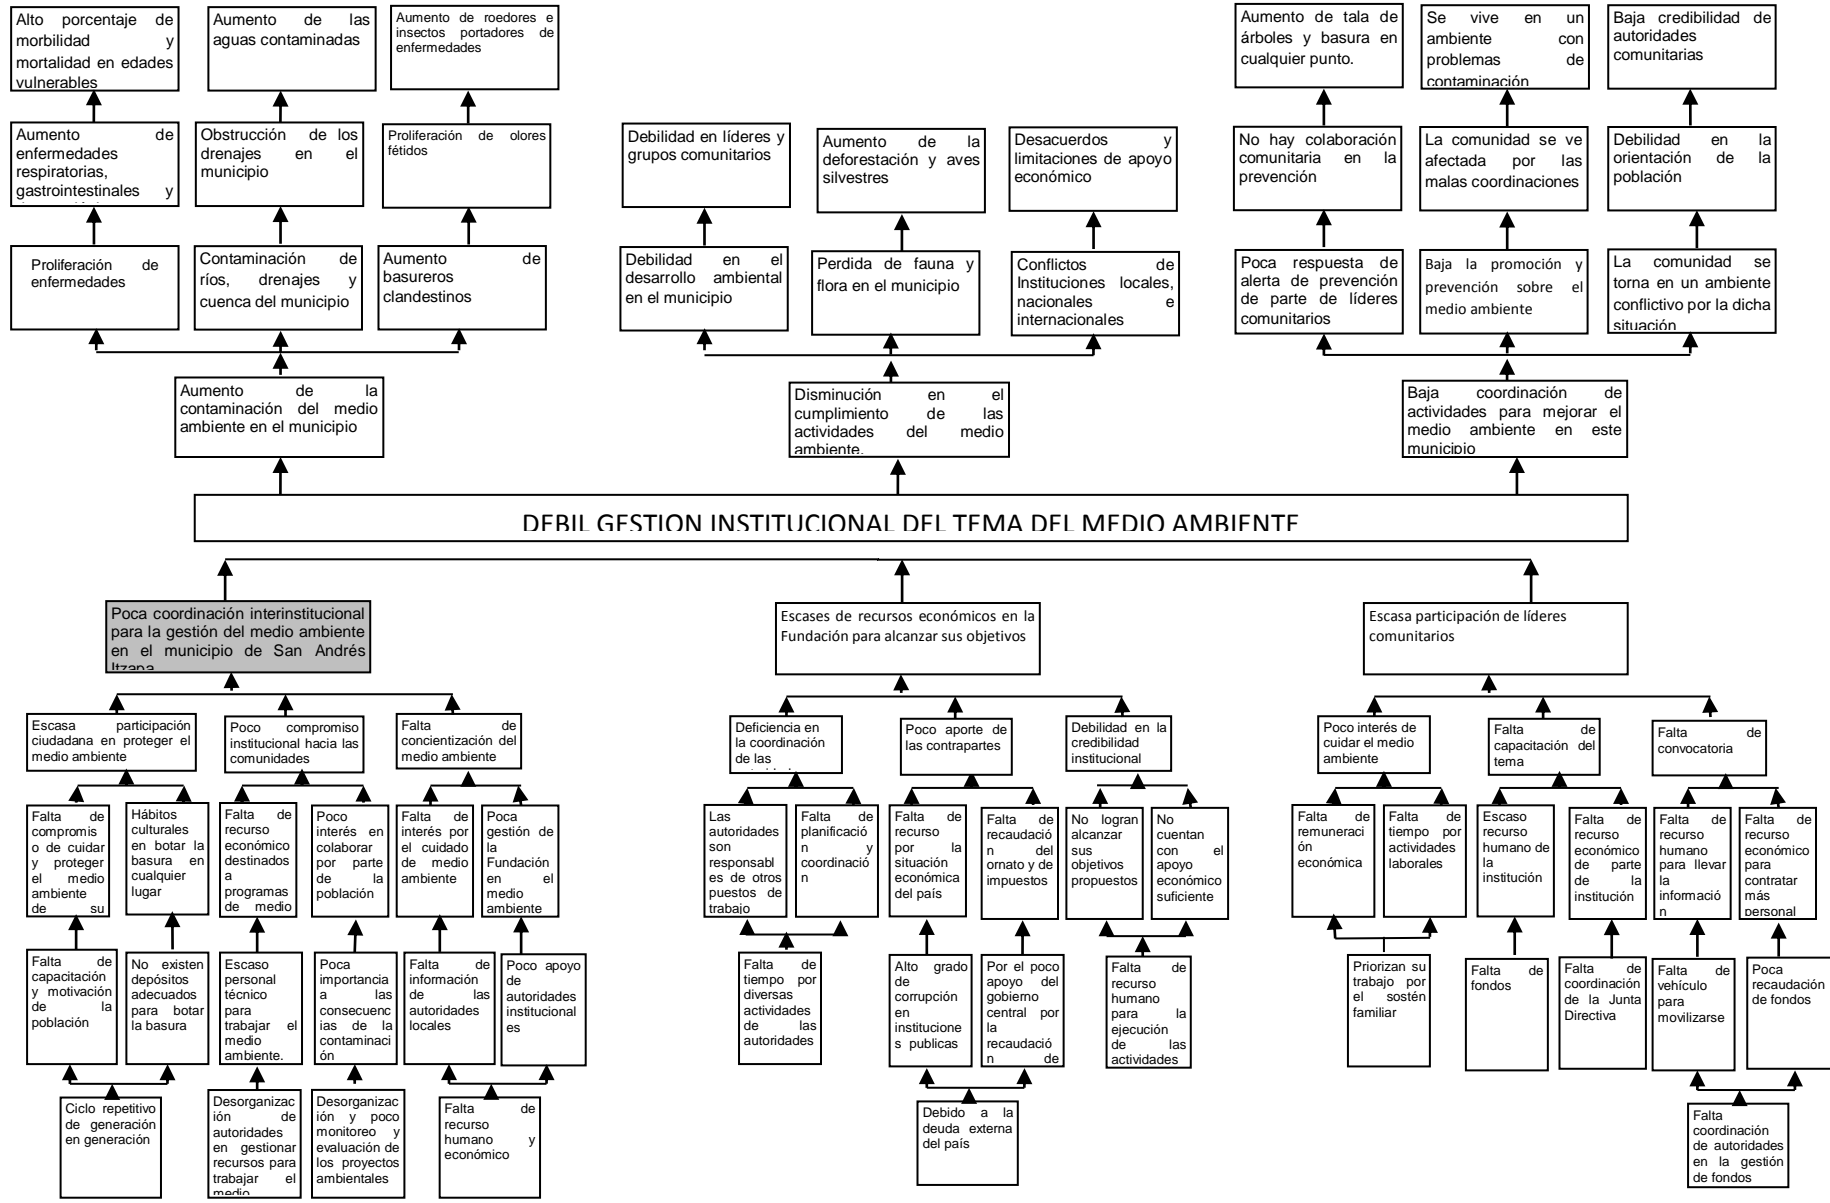 Alto porcentaje de
morbilidad y
mortalidad en edades
vulnerables
Aumento de las
aguas contaminadas
Aumento de roedores e
insectos portadores de
enfermedades
Aumento de tala de
árboles y basura en
cualquier punto.
Se vive en un
ambiente con
problemas de
contaminación
Baja credibilidad de
autoridades
comunitarias
Aumento de
enfermedades
respiratorias,
gastrointestinales y
Obstrucción de los
drenajes en el
municipio
Proliferación de olores
fétidos
Debilidad en líderes y
grupos comunitarios
Aumento de la
deforestación y aves
silvestres
Desacuerdos y
limitaciones de apoyo
económico
No hay colaboración
comunitaria en la
prevención
La comunidad se ve
afectada por las
malas coordinaciones
Debilidad en la
orientación de la
población
Proliferación de
enfermedades
Contaminación de
ríos, drenajes y
cuenca del municipio
Aumento de
basureros
clandestinos
Debilidad en el
desarrollo ambiental
en el municipio
Perdida de fauna y
flora en el municipio
Conflictos de
Instituciones locales,
nacionales e
internacionales
Poca respuesta de
alerta de prevención
de parte de líderes
comunitarios
Baja la promoción y
prevención sobre el
medio ambiente
La comunidad se
torna en un ambiente
conflictivo por la dicha
situación
Aumento de la
contaminación del medio
ambiente en el municipio
Disminución en el
cumplimiento de las
actividades del medio
ambiente.
Baja coordinación de
actividades para mejorar el
medio ambiente en este
municipio
DEBIL GESTION INSTITUCIONAL DEL TEMA DEL MEDIO AMBIENTE
Poca coordinación interinstitucional
para la gestión del medio ambiente
en el municipio de San Andrés
Itzapa
Escases de recursos económicos en la
Fundación para alcanzar sus objetivos
Escasa participación de líderes
comunitarios
Escasa participación
ciudadana en proteger el
medio ambiente
Poco compromiso
institucional hacia las
comunidades
Falta de
concientización del
medio ambiente
Deficiencia en
la coordinación
de las
Poco aporte de
las contrapartes
Debilidad en la
credibilidad
institucional
Poco interés de
cuidar el medio
ambiente
Falta de
capacitación del
tema
Falta de
convocatoria
Falta de
compromis
o de cuidar
y proteger
el medio
ambiente
de su
Hábitos
culturales
en botar la
basura en
cualquier
lugar
Falta de
recurso
económico
destinados
a
programas
de medio
Poco
interés en
colaborar
por parte
de la
población
Falta de
interés por
el cuidado
de medio
ambiente
Poca
gestión de
la
Fundación
en el
medio
ambiente
Las
autoridades
son
responsabl
es de otros
puestos de
trabajo
Falta de
planificació
n y
coordinació
n
Falta de
recurso
por la
situación
económica
del país
Falta de
recaudació
n del
ornato y de
impuestos
No logran
alcanzar
sus
objetivos
propuestos
No
cuentan
con el
apoyo
económico
suficiente
Falta de
remuneraci
ón
económica
Falta de
tiempo por
actividades
laborales
Escaso
recurso
humano de
la
institución
Falta de
recurso
económico
de parte
de la
institución
Falta de
recurso
humano
para llevar
la
informació
n
Falta de
recurso
económico
para
contratar
más
personal
Falta de
capacitación
y motivación
de la
población
No existen
depósitos
adecuados
para botar
la basura
Escaso
personal
técnico
para
trabajar el
medio
ambiente.
Poca
importancia
a las
consecuenc
ias de la
contaminaci
ón
Falta de
información
de las
autoridades
locales
Poco apoyo
de
autoridades
institucional
es
Falta de
tiempo por
diversas
actividades
de las
autoridades
Alto grado
de
corrupción
en
institucione
s publicas
Por el poco
apoyo del
gobierno
central por
la
recaudació
n de
Falta de
recurso
humano
para la
ejecución
de las
actividades
Priorizan su
trabajo por
el sostén
familiar
Falta de
fondos
Falta de
coordinación
de la Junta
Directiva
Falta de
vehículo
para
movilizarse
Poca
recaudación
de fondos
Ciclo repetitivo
de generación
en generación
Desorganizac
ión de
autoridades
en gestionar
recursos para
trabajar el
medio
Desorganizac
ión y poco
monitoreo y
evaluación de
los proyectos
ambientales
Falta de
recurso
humano y
económico
Debido a la
deuda externa
del país
Falta
coordinación
de autoridades
en la gestión
de fondos